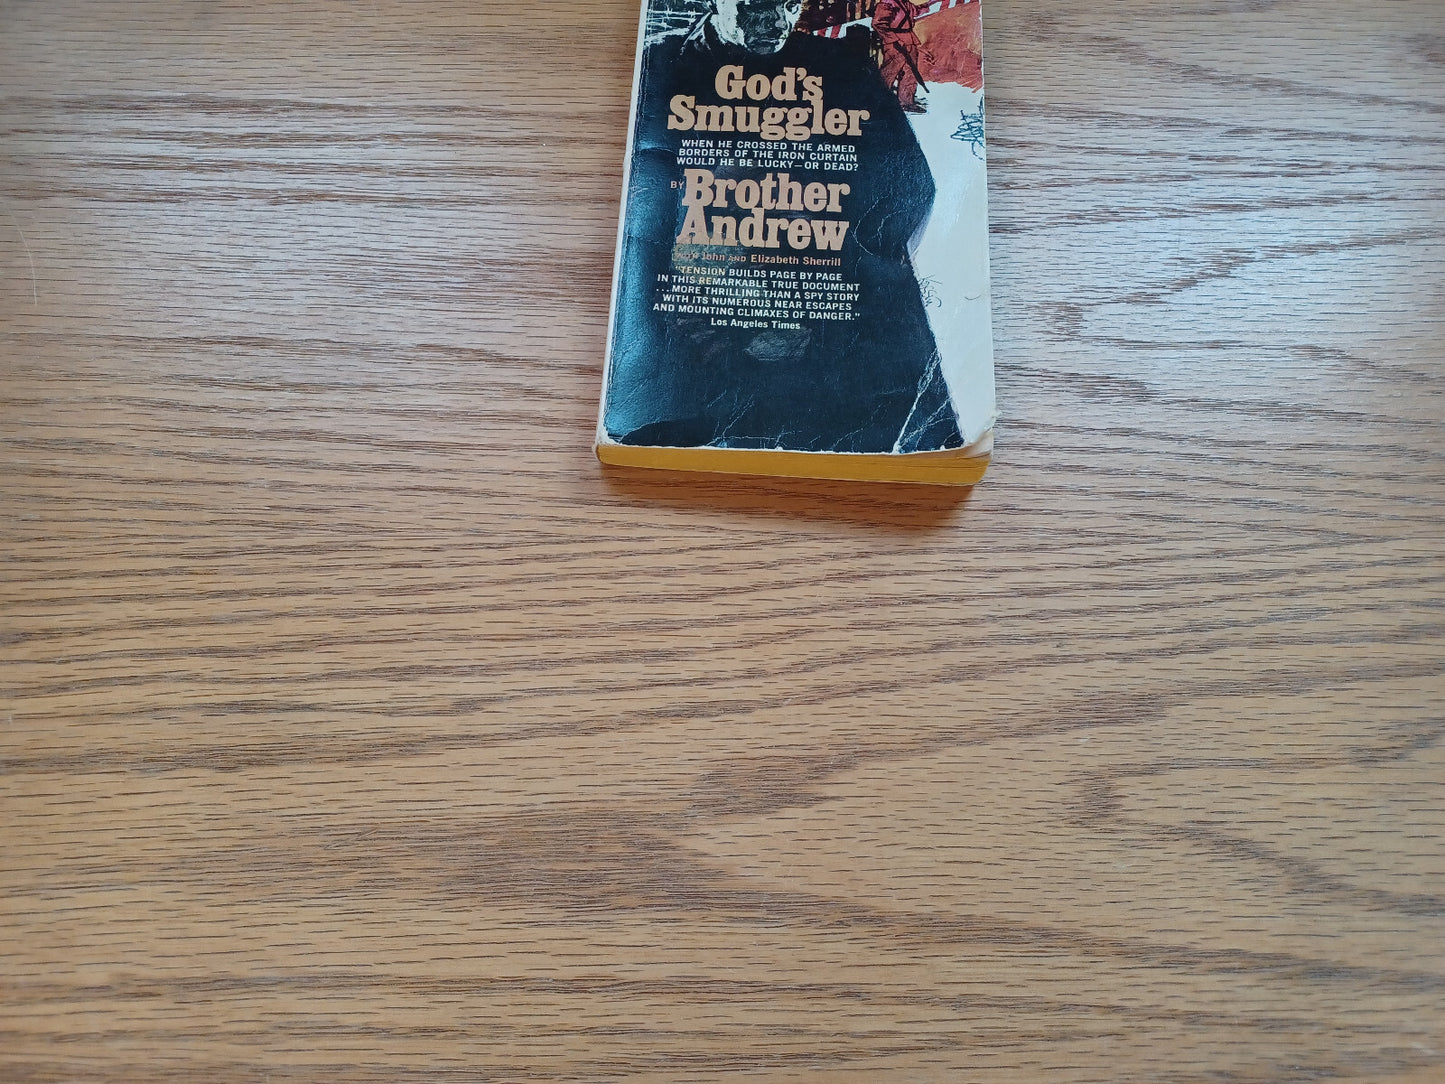 God's
Smuggler
WHEN HE CROSSED THE ARMED
BORDERS OF THE IRON CURTAIN
WOULD HE BE LUCKY—OR DEAD?
BY Brother
Andrew
WITH John AND Elizabeth Sherrill
"TENSION BUILDS PAGE BY PAGE
IN THIS REMARKABLE TRUE DOCUMENT
...MORE THRILLING THAN A SPY STORY
WITH ITS NUMEROUS NEAR ESCAPES
AND MOUNTING CLIMAXES OF DANGER."
Los Angeles Times